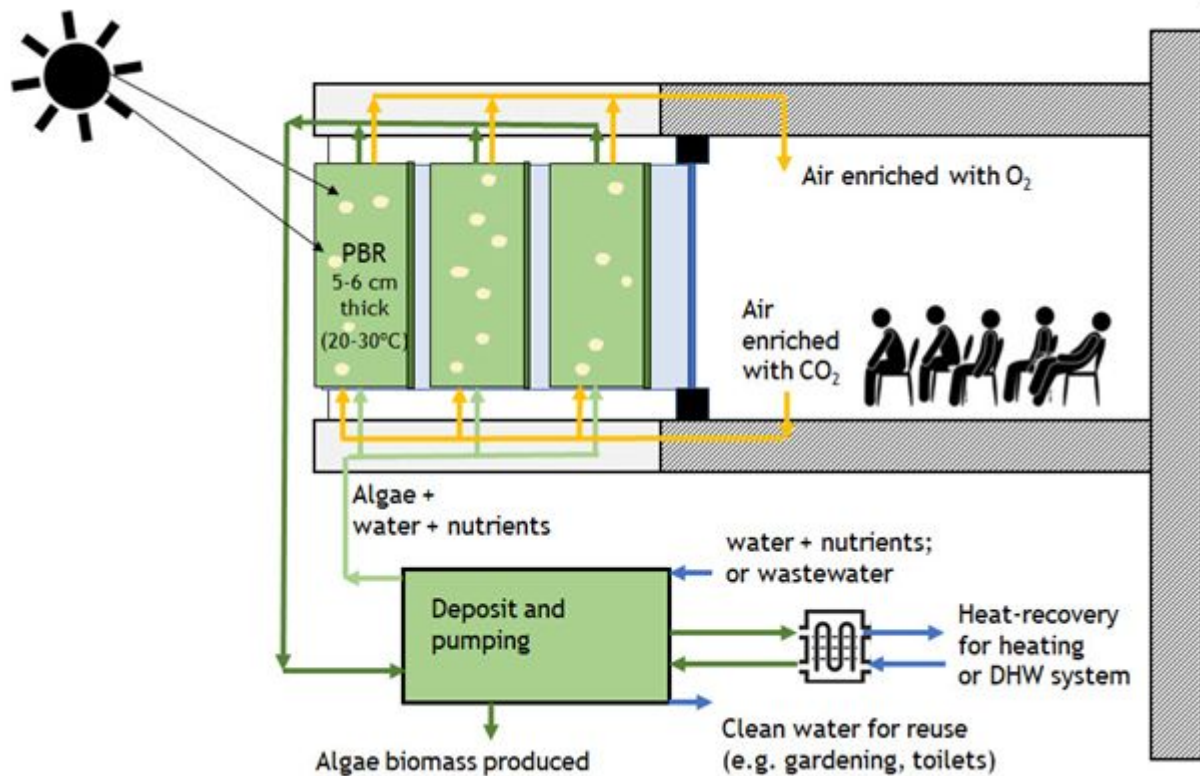 Air enriched with O₂
PBR
5-6 cm
thick
(20-30ºC)
Air
enriched
with CO₂
Algae +
water + nutrients
water + nutrients;
or wastewater
Deposit and
pumping
Heat-recovery
for heating
or DHW system
Clean water for reuse
(e.g. gardening, toilets)
Algae biomass produced